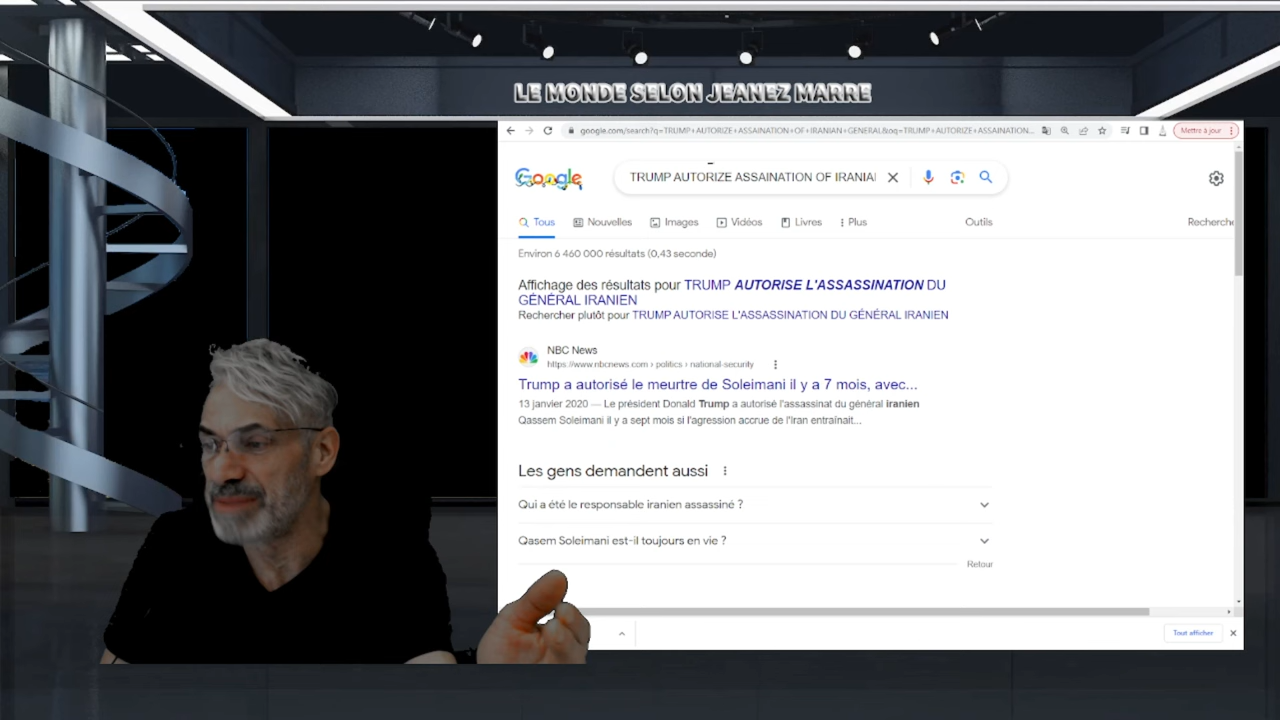 LE MONDE SELON JEANEZ MARRE
google.com/search?q=TRUMP+AUTORIZE+ASSAINATION+OF+IRANIAN+GENERAL&oq=TRUMP+AUTORIZE+ASSAINATION...
Mettre à jour
Google
TRUMP AUTORIZE ASSAINATION OF IRANIA
Tous Nouvelles Images Vidéos Livres Plus Outils Recherche
Environ 6 460 000 résultats (0,43 seconde)
Affichage des résultats pour TRUMP AUTORISE L'ASSASSINATION DU
GÉNÉRAL IRANIEN
Rechercher plutôt pour TRUMP AUTORISE L'ASSASSINATION DU GÉNÉRAL IRANIEN
NBC News
https://www.nbcnews.com › politics › national-security
Trump a autorisé le meurtre de Soleimani il y a 7 mois, avec...
13 janvier 2020 — Le président Donald Trump a autorisé l'assassinat du général iranien
Qassem Soleimani il y a sept mois si l'agression accrue de l'Iran entraînait...
Les gens demandent aussi
Qui a été le responsable iranien assassiné ?
Qasem Soleimani est-il toujours en vie ?
Retour
Tout afficher